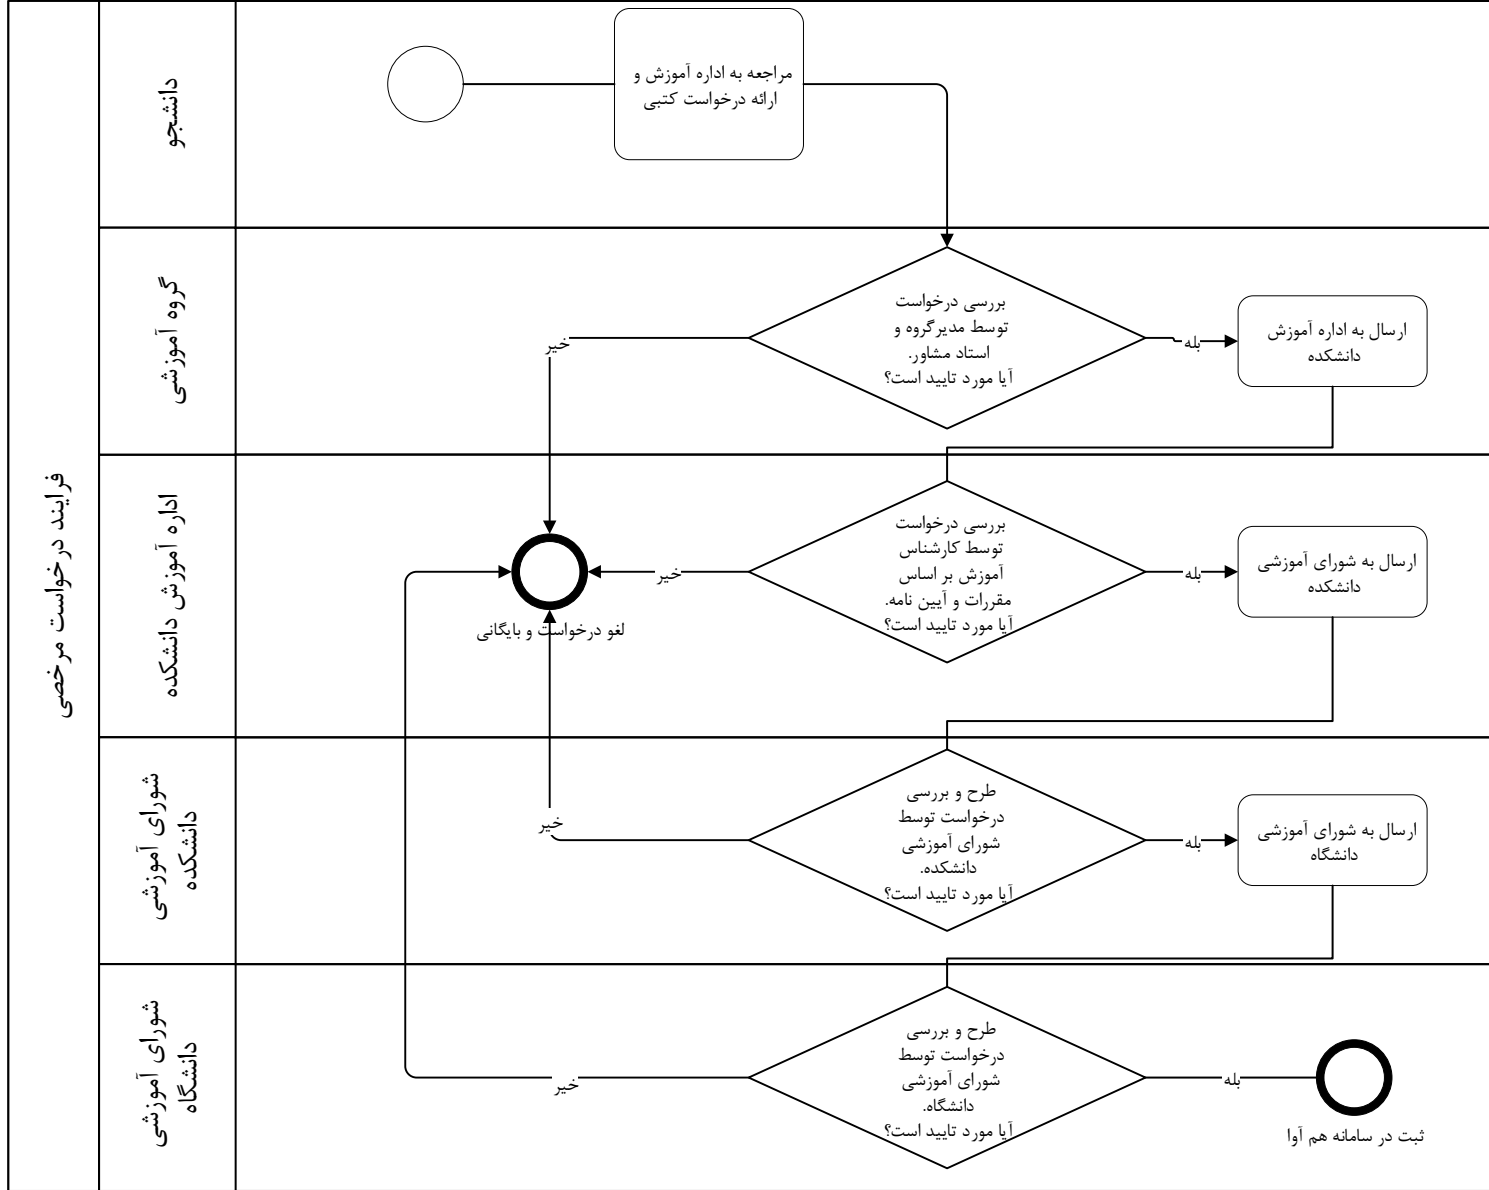 فرایند درخواست مرخصی
دانشجو
مراجعه به اداره آموزش و
ارائه درخواست کتبی
گروه آموزشی
بررسی درخواست
توسط مدیرگروه و
استاد مشاور.
آیا مورد تایید است؟
بله
خیر
ارسال به اداره آموزش
دانشکده
اداره آموزش دانشکده
بررسی درخواست
توسط کارشناس
آموزش بر اساس
مقررات و آیین نامه.
آیا مورد تایید است؟
بله
خیر
ارسال به شورای آموزشی
دانشکده
لغو درخواست و بایگانی
شورای آموزشی
دانشکده
طرح و بررسی
درخواست توسط
شورای آموزشی
دانشکده.
آیا مورد تایید است؟
بله
خیر
ارسال به شورای آموزشی
دانشگاه
شورای آموزشی
دانشگاه
طرح و بررسی
درخواست توسط
شورای آموزشی
دانشگاه.
آیا مورد تایید است؟
بله
خیر
ثبت در سامانه هم آوا